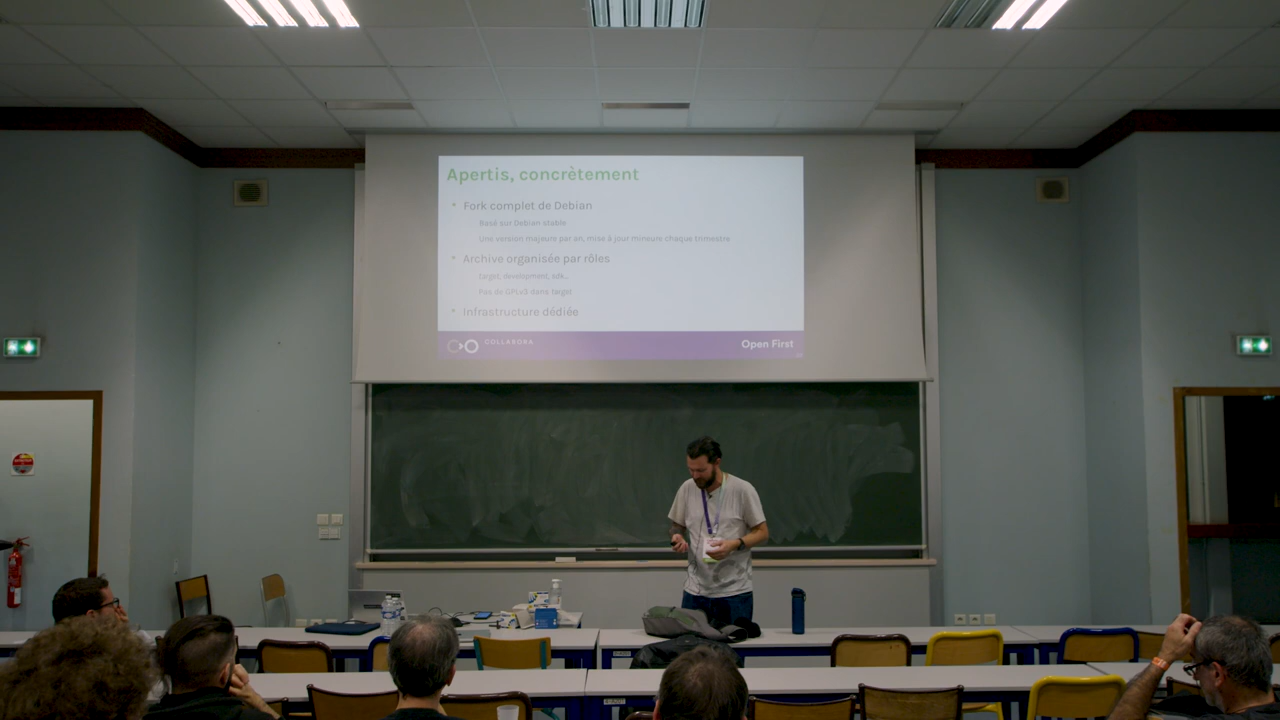 Apertis, concrètement
Fork complet de Debian
Basé sur Debian stable
Une version majeure par an, mise à jour mineure chaque trimestre
Archive organisée par rôles
target, development, sdk...
Pas de GPLv3 dans target
Infrastructure dédiée
COLLABORA
Open First